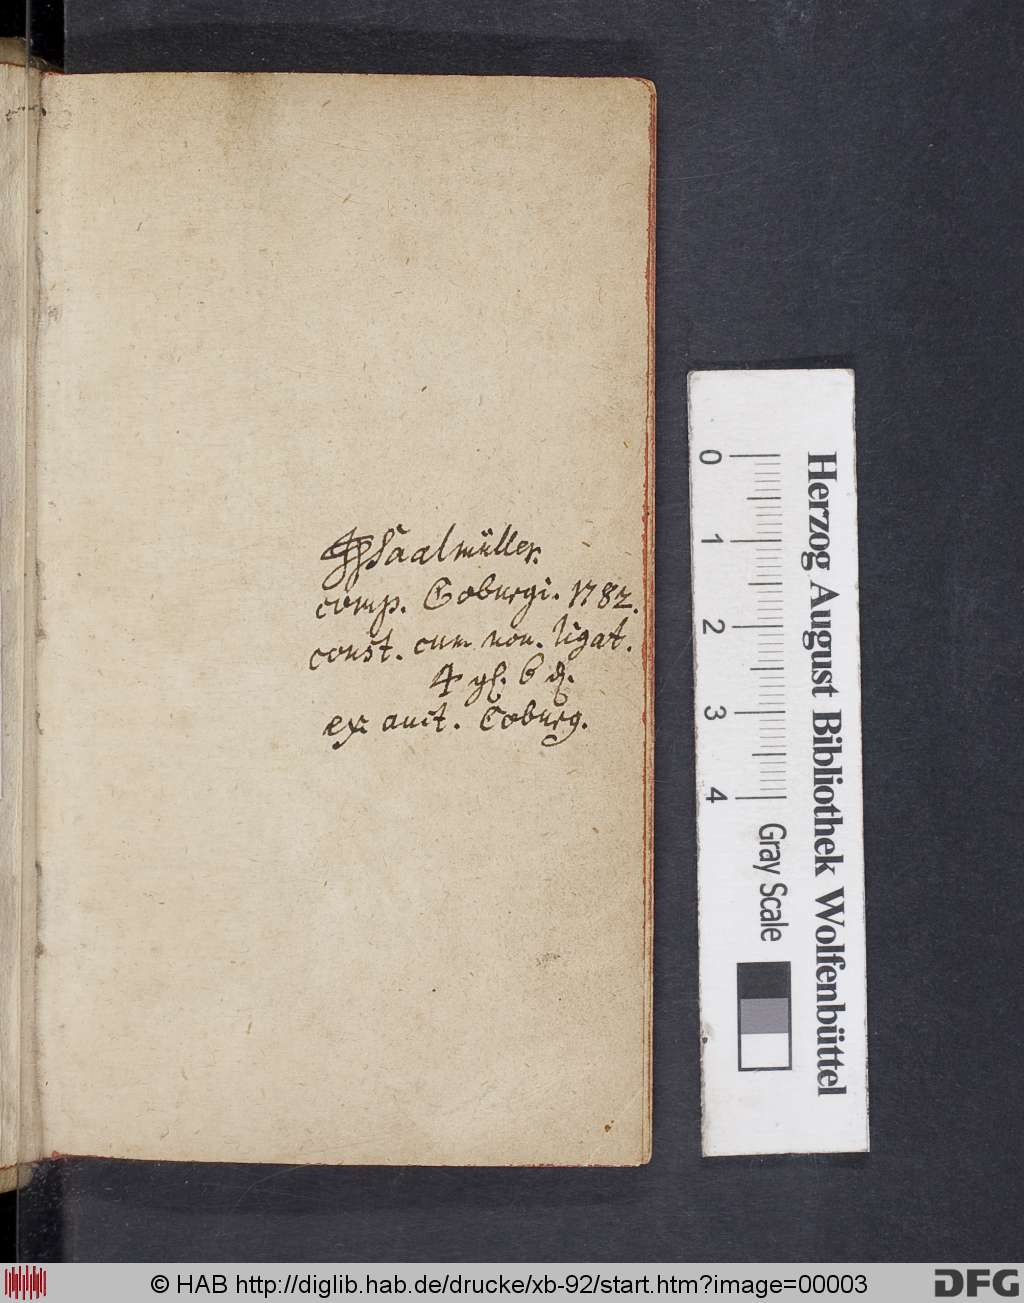 Saalmüller.
comp. Coburgi. 1782.
const. cum non. ligat.
4 gl. 6 d.
ex auct. Coburg.
0 1 2 3 4
Gray Scale
Herzog August Bibliothek Wolfenbüttel
© HAB http://diglib.hab.de/drucke/xb-92/start.htm?image=00003
DFG